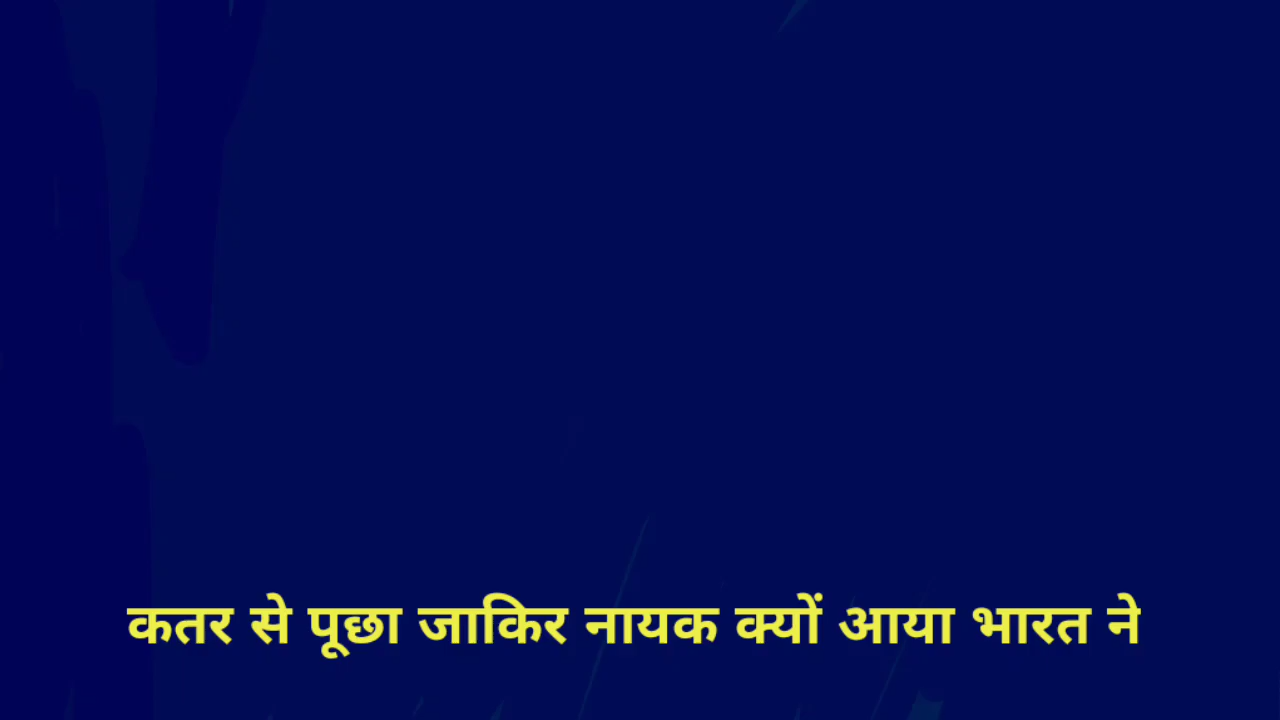 कतर से पूछा जाकिर नायक क्यों आया भारत ने